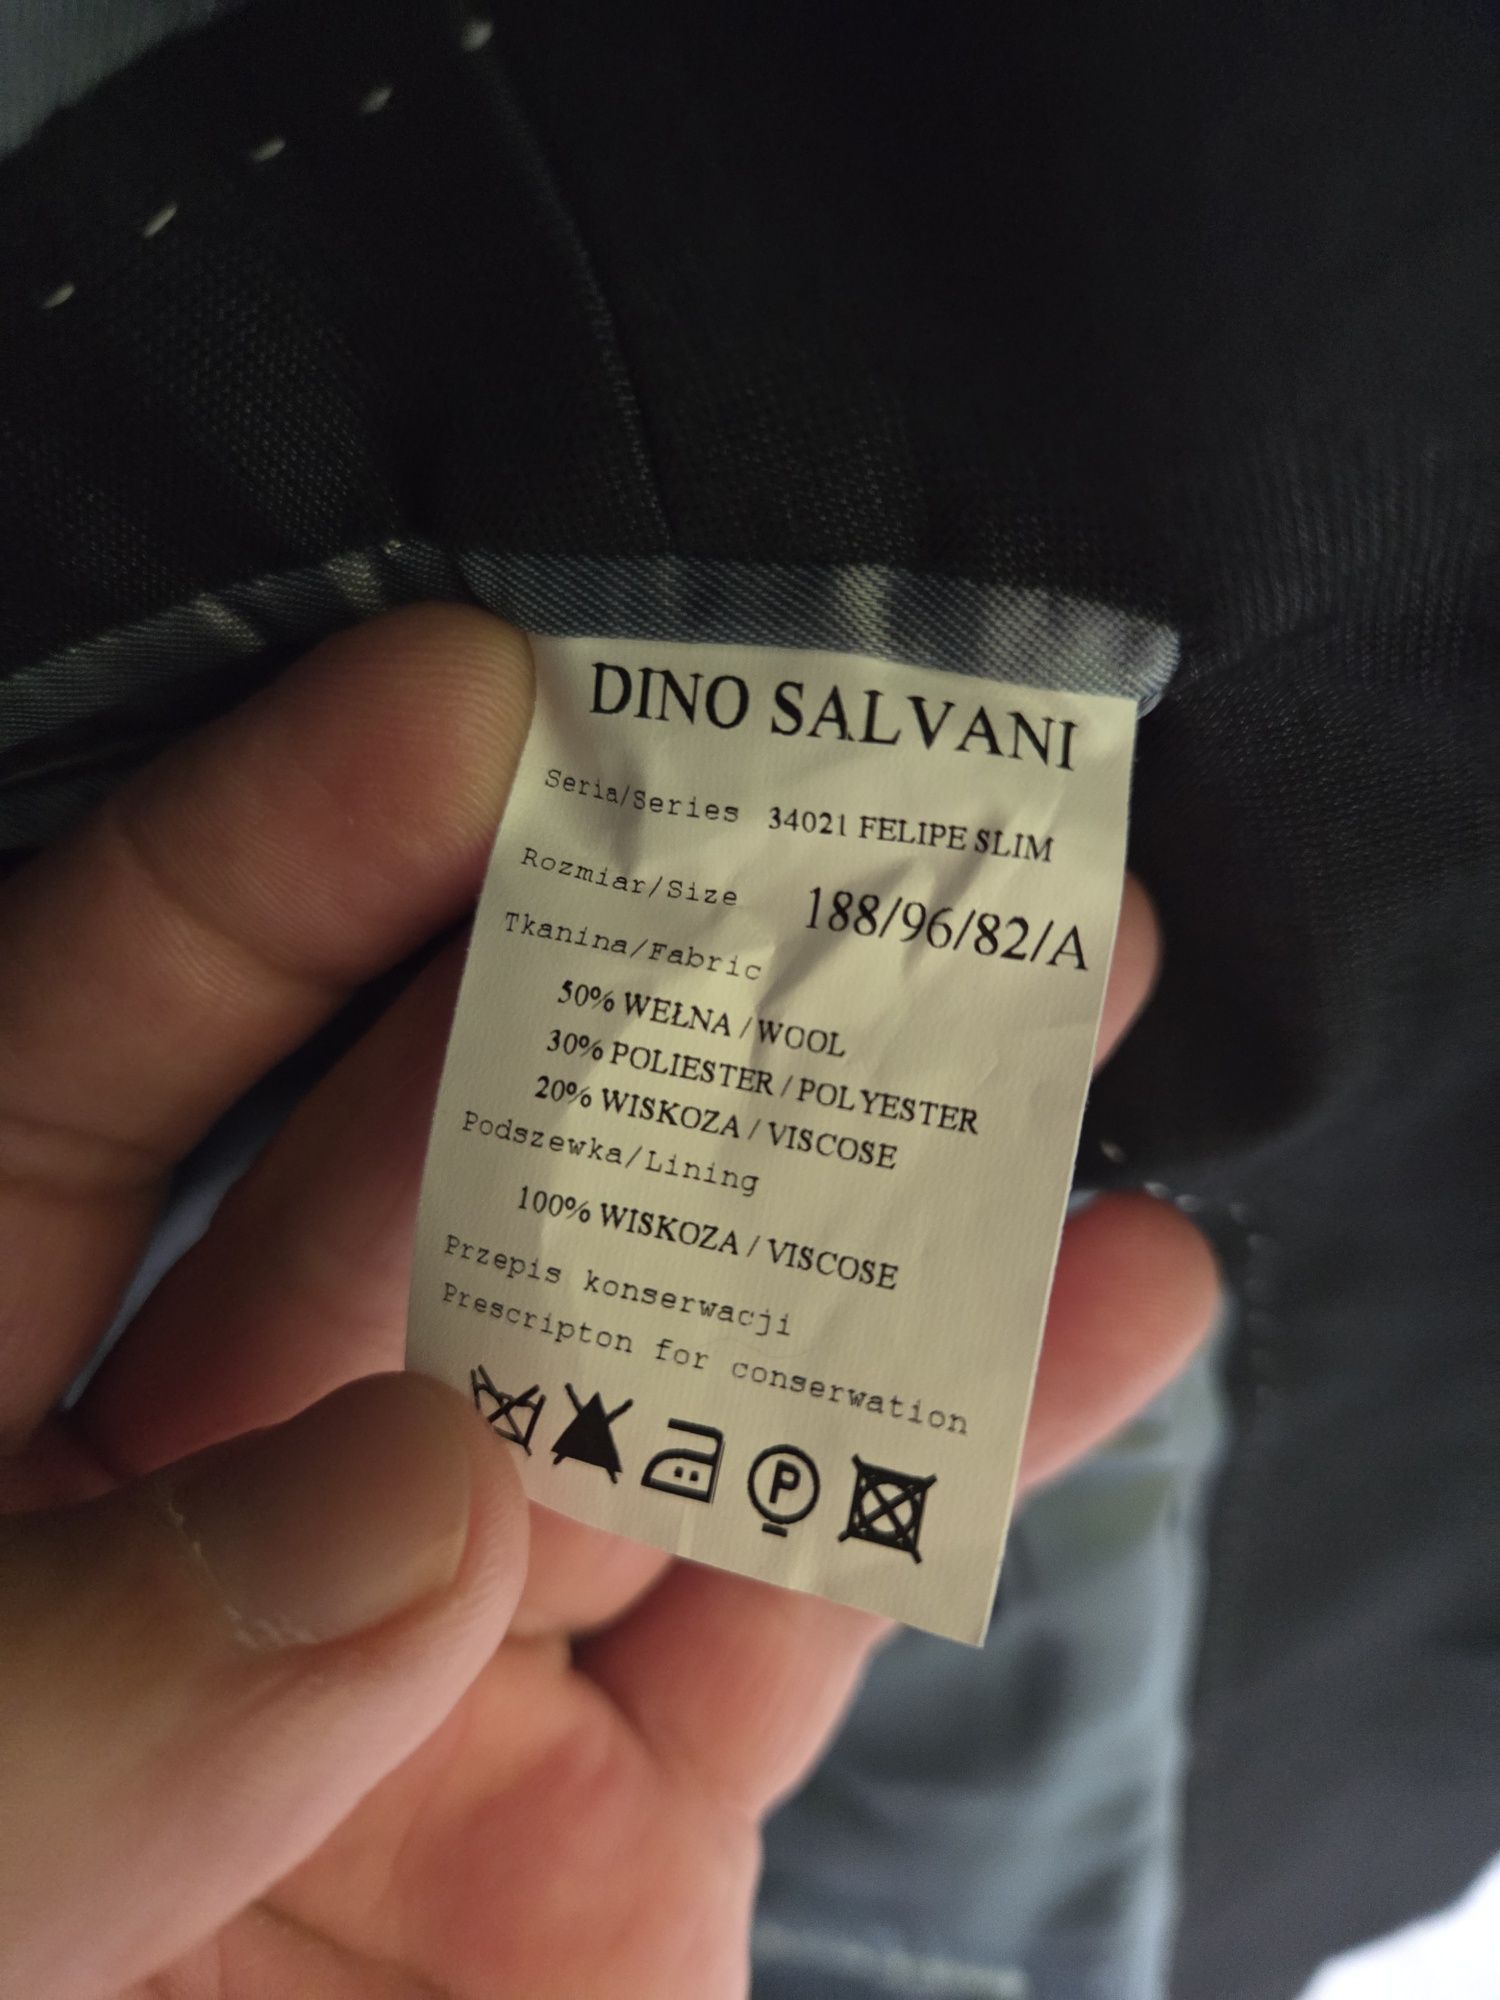 DINO SALVANI
Seria/Series 34021 FELIPE SLIM
Rozmiar/Size 188/96/82/A
Tkanina/Fabric
50% WEŁNA / WOOL
30% POLIESTER / POLYESTER
20% WISKOZA / VISCOSE
Podszewka/Lining
100% WISKOZA / VISCOSE
Przepis konserwacji
Prescripton for conserwation
P